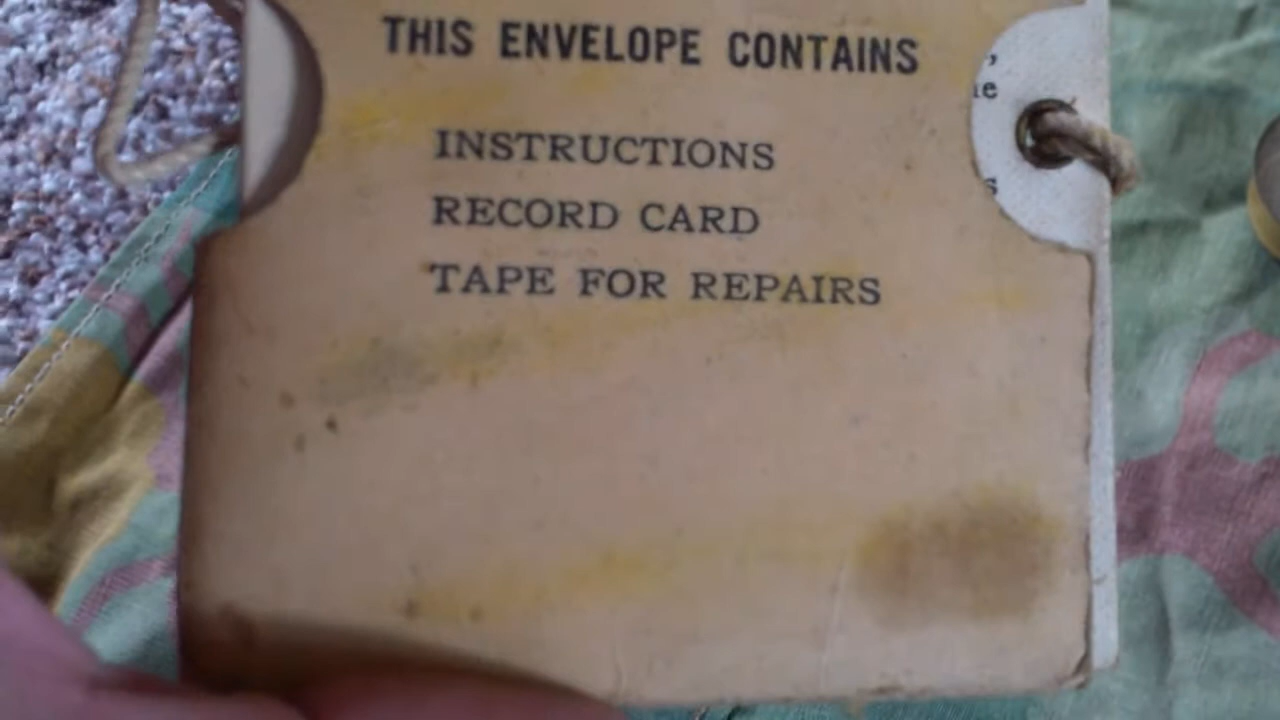 THIS ENVELOPE CONTAINS
INSTRUCTIONS
RECORD CARD
TAPE FOR REPAIRS